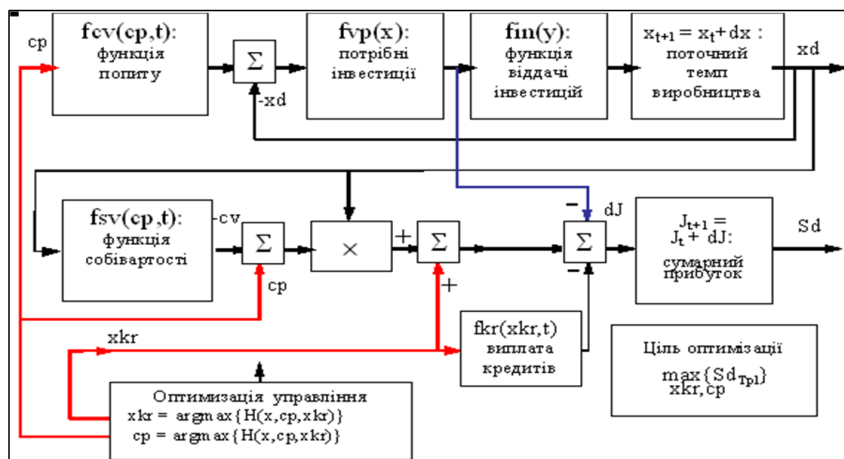 cp
fcv(cp,t):
функція
попиту
Σ
-xd
fvp(x):
потрібні
інвестиції
fin(y):
функція
віддачі
інвестицій
xt+1 = xt+dx :
поточний
темп
виробництва
xd
fsv(cp,t):
функція
собівартості
-cv
Σ
cp
×
+
Σ
+
−
Σ
−
dJ
Jt+1 =
Jt + dJ:
сумарний
прибуток
Sd
xkr
fkr(xkr,t)
виплата
кредитів
Ціль оптимізації
max{SdTpl}
xkr,cp
Оптимизація управління
xkr = argmax{H(x,cp,xkr)}
cp = argmax{H(x,cp,xkr)}